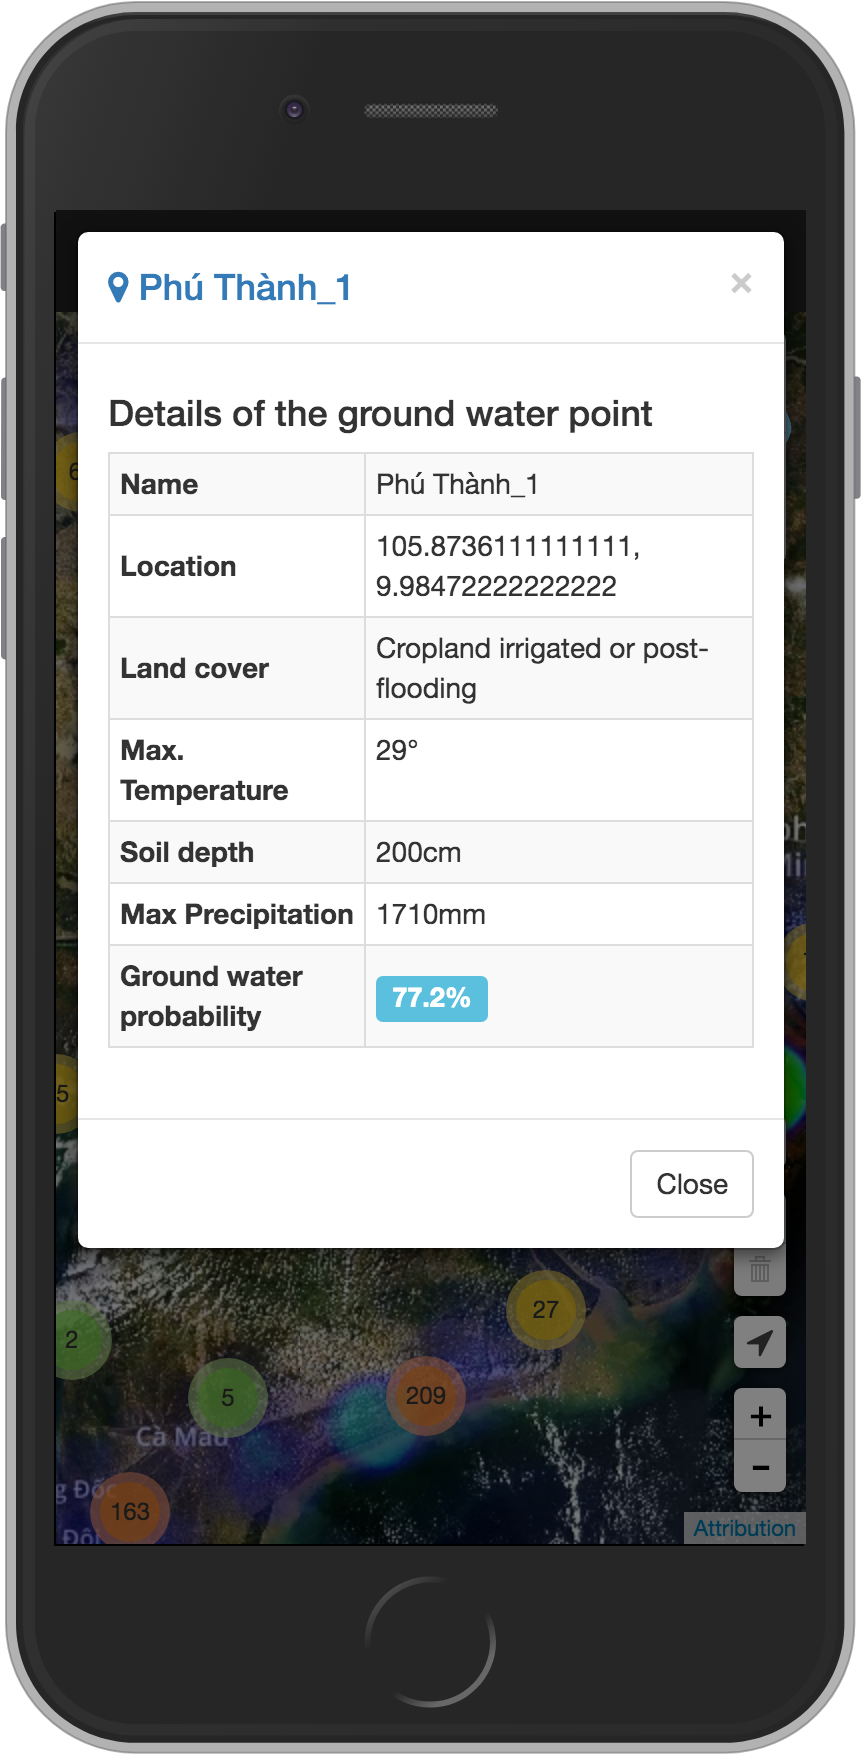 Phú Thành_1
×
Details of the ground water point
Name
Phú Thành_1
Location
105.8736111111111,
9.98472222222222
Land cover
Cropland irrigated or post-
flooding
Max.
Temperature
29°
Soil depth
200cm
Max Precipitation
1710mm
Ground water
probability
77.2%
Close
5
27
2
5
209
Cà Mau
+
g Đốc
163
−
Attribution